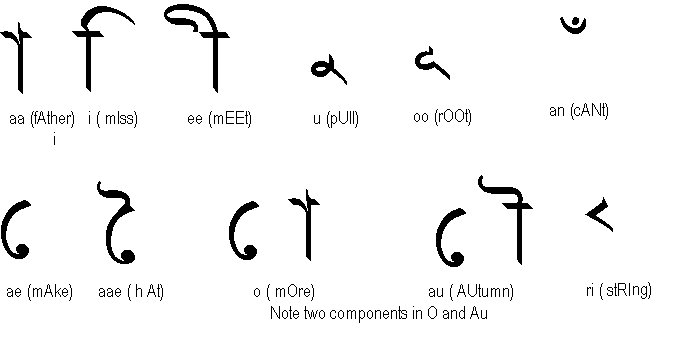 া ি ী ু ূ ঁ
aa (fAther) i ( mIss) ee (mEEt) u (pUll) oo (rOOt) an (cANt)
i
ে ৈ ো ৌ ৃ
ae (mAke) aae ( h At) o ( mOre) au ( AUtumn) ri ( stRIng)
Note two components in O and Au